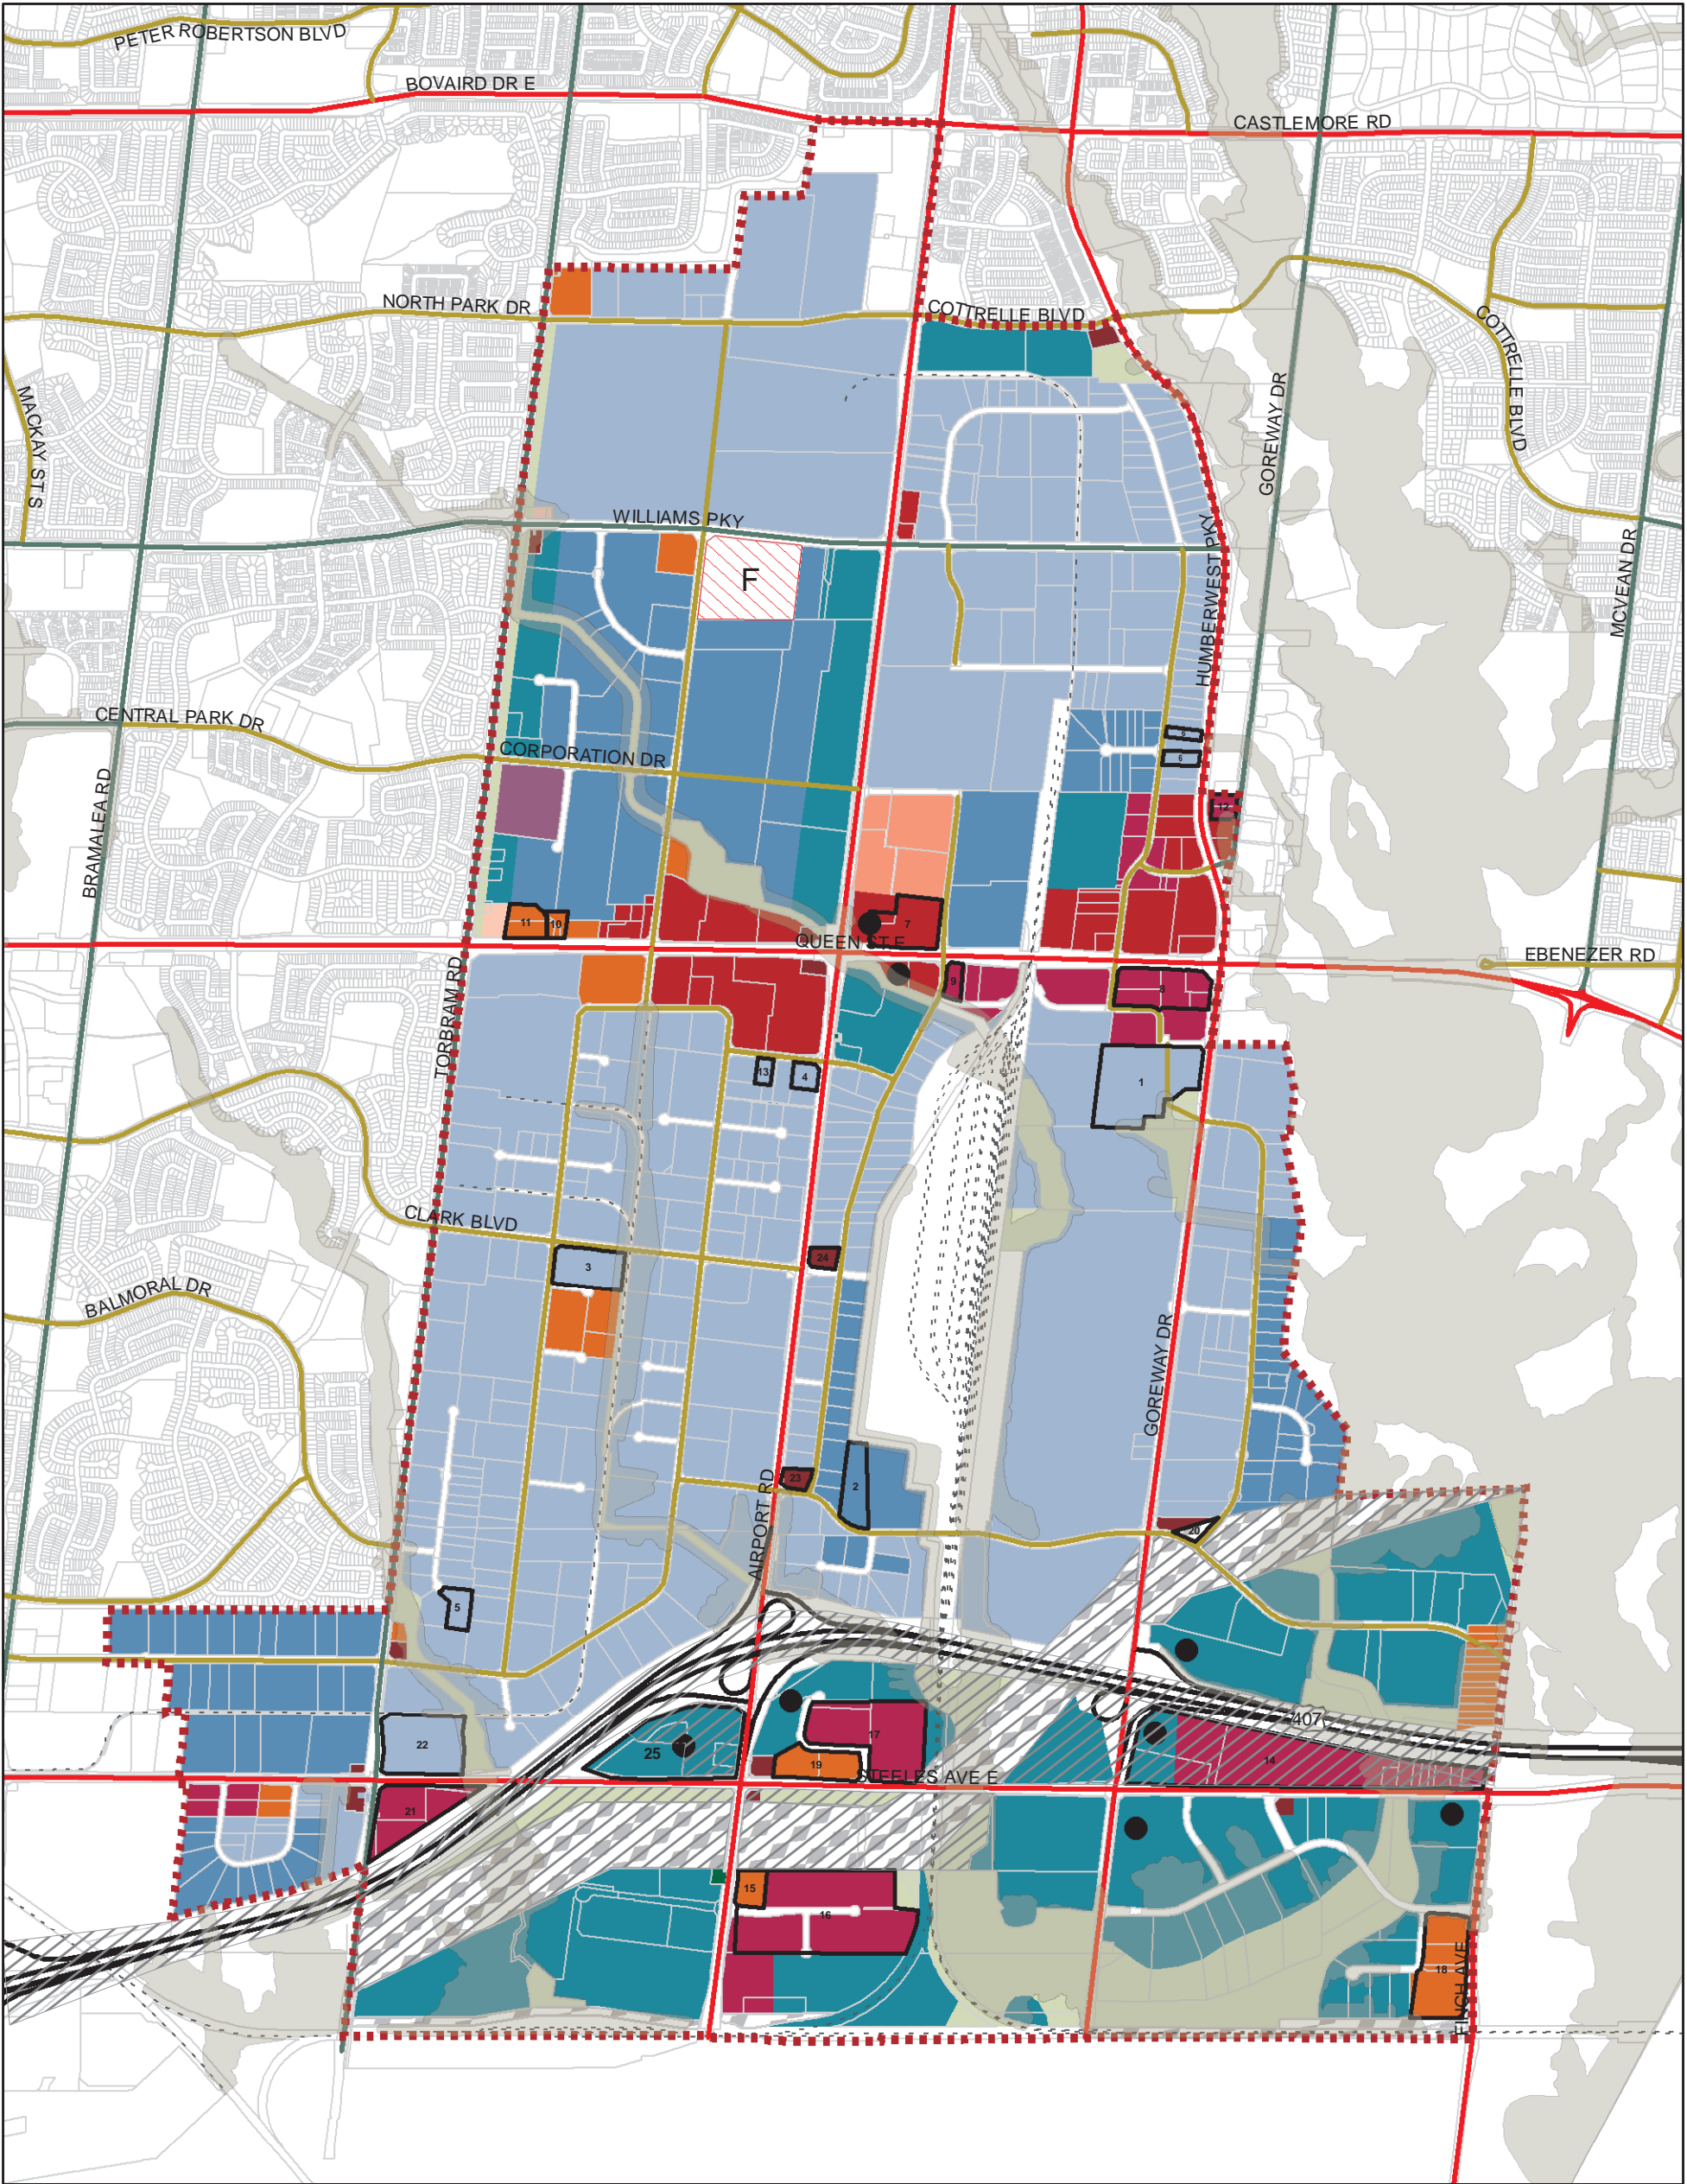 PETER ROBERTSON BLVD
BOVAIRD DR E
CASTLEMORE RD
NORTH PARK DR
COTTRELLE BLVD
COTTRELLE BLVD
MACKAY ST S
GOREWAY DR
WILLIAMS PKY
HUMBERWEST PKY
MCVEAN DR
F
CENTRAL PARK DR
CORPORATION DR
6
12
BRAMALEA RD
11
10
7
QUEEN ST E
EBENEZER RD
TORBRAM RD
9
8
13
4
1
CLARK BLVD
24
3
BALMORAL DR
GOREWAY DR
AIRPORT RD
23
2
20
5
407
22
25
17
19
14
STEELES AVE E
21
15
16
18
FINCH AVE